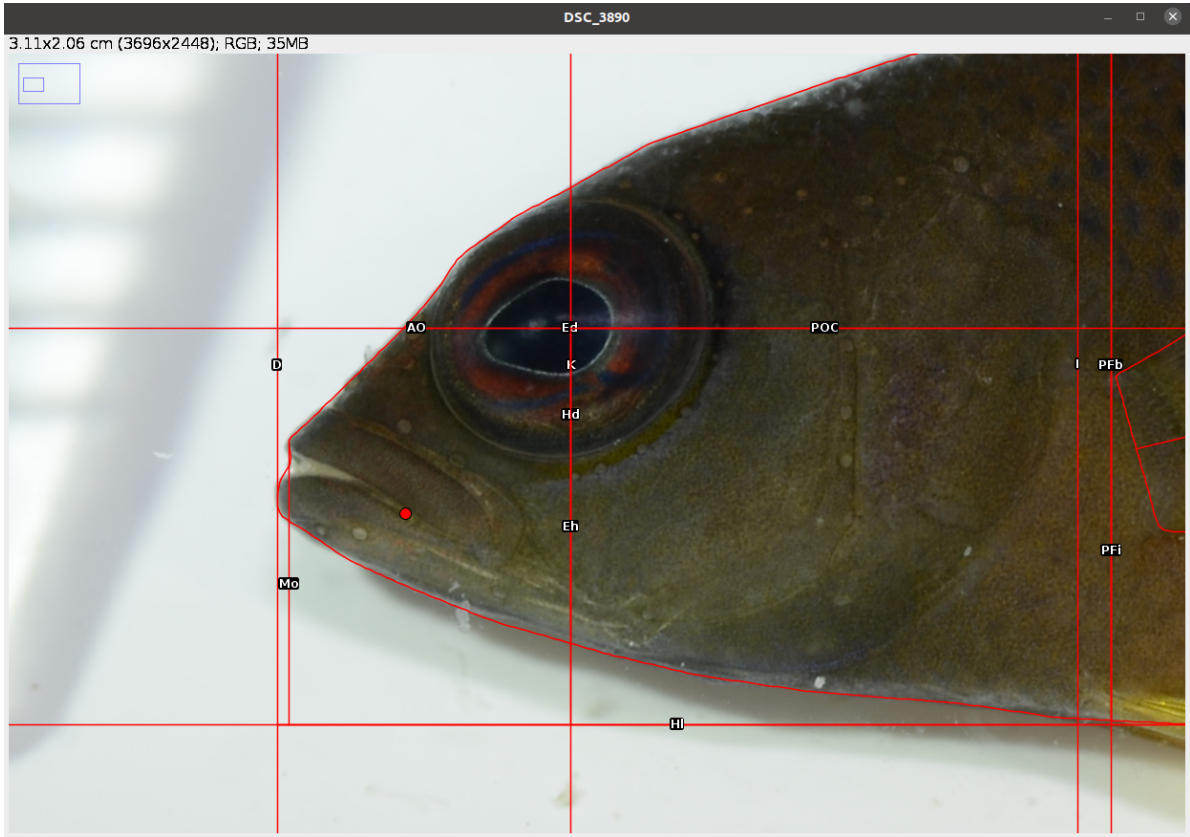 DSC_3890
3.11x2.06 cm (3696x2448); RGB; 35MB
AO Ed POC
D K I PFb
Hd
Eh
PFi
Mo
Hl